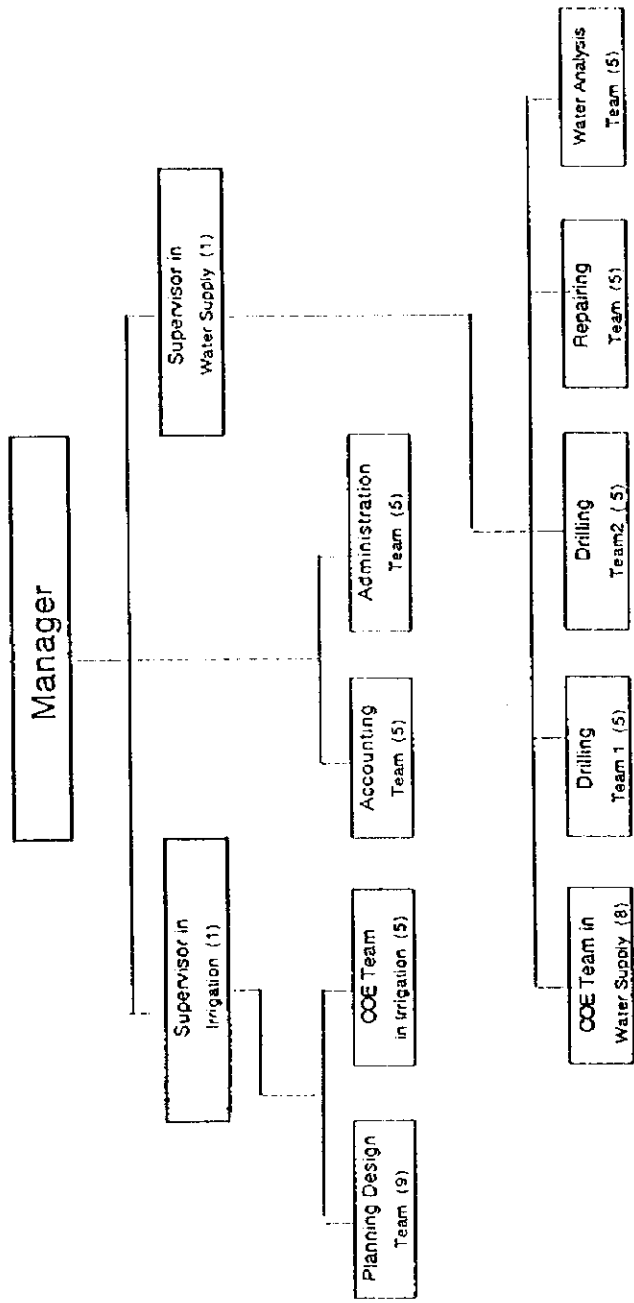 Manager
Supervisor in
Irrigation (1)
Supervisor in
Water Supply (1)
Planning Design
Team (9)
COE Team
in Irrigation (5)
Accounting
Team (5)
Administration
Team (5)
COE Team in
Water Supply (8)
Drilling
Team 1 (5)
Drilling
Team2 (5)
Repairing
Team (5)
Water Analysis
Team (5)